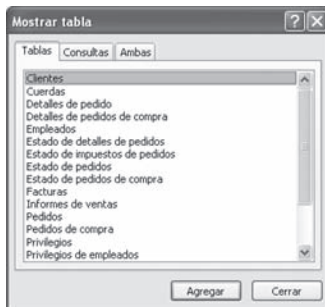 Mostrar tabla
Tablas Consultas Ambas
Clientes
Cuerdas
Detalles de pedido
Detalles de pedidos de compra
Empleados
Estado de detalles de pedidos
Estado de impuestos de pedidos
Estado de pedidos
Estado de pedidos de compra
Facturas
Informes de ventas
Pedidos
Pedidos de compra
Privilegios
Privilegios de empleados
Agregar Cerrar